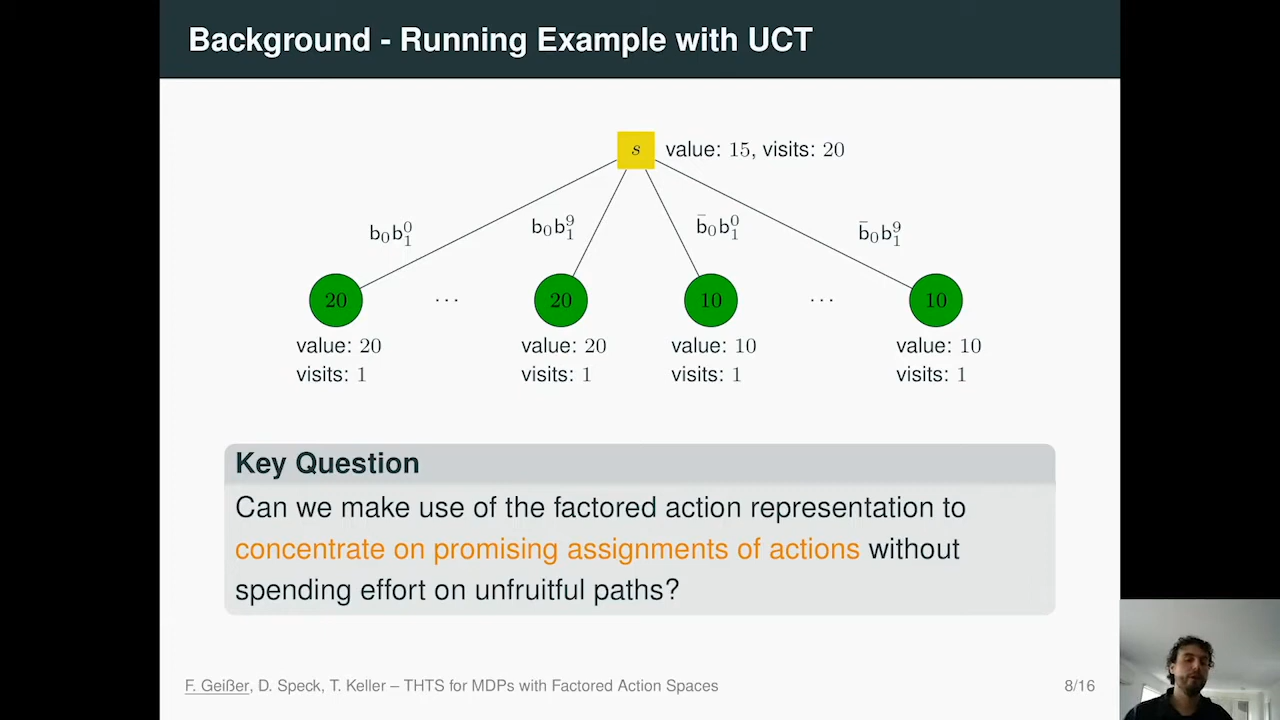 Background - Running Example with UCT
s value: 15, visits: 20
b₀b₁⁰ b₀b₁⁹ b̄₀b₁⁰ b̄₀b₁⁹
20 ··· 20 10 ··· 10
value: 20 value: 20 value: 10 value: 10
visits: 1 visits: 1 visits: 1 visits: 1
Key Question
Can we make use of the factored action representation to
concentrate on promising assignments of actions without
spending effort on unfruitful paths?
F. Geißer, D. Speck, T. Keller – THTS for MDPs with Factored Action Spaces 8/16